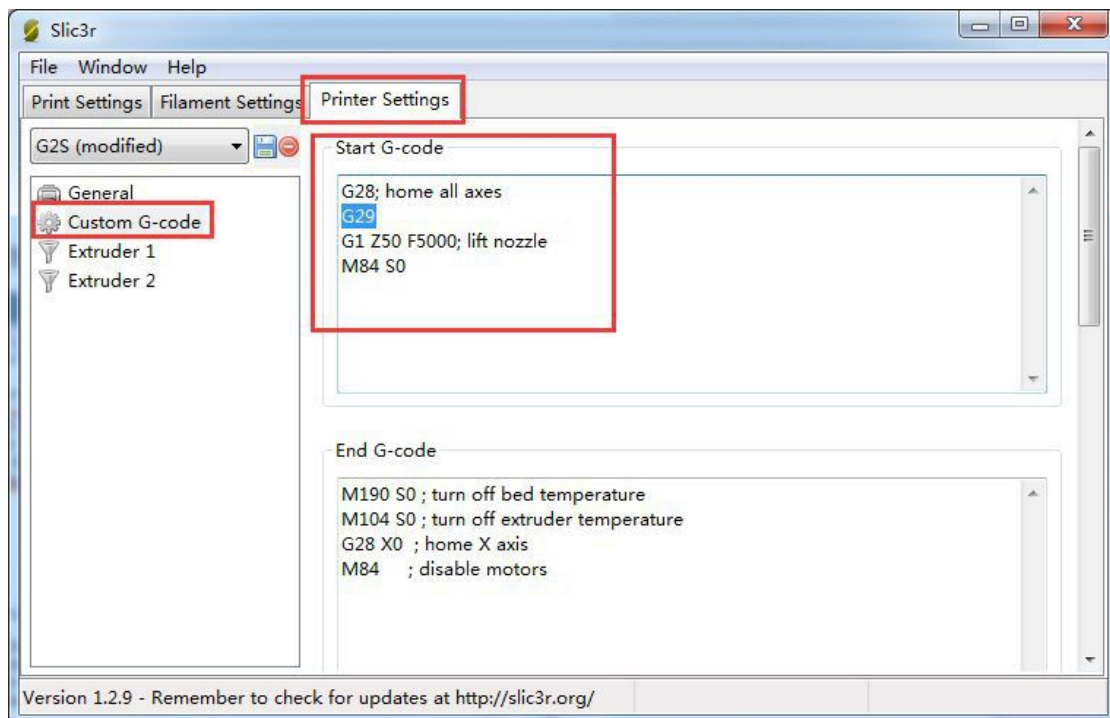 Slic3r
File Window Help
Print Settings Filament Settings Printer Settings
G2S (modified)
General
Custom G-code
Extruder 1
Extruder 2
Start G-code
G28; home all axes
G29
G1 Z50 F5000; lift nozzle
M84 S0
End G-code
M190 S0 ; turn off bed temperature
M104 S0 ; turn off extruder temperature
G28 X0 ; home X axis
M84 ; disable motors
Version 1.2.9 - Remember to check for updates at http://slic3r.org/